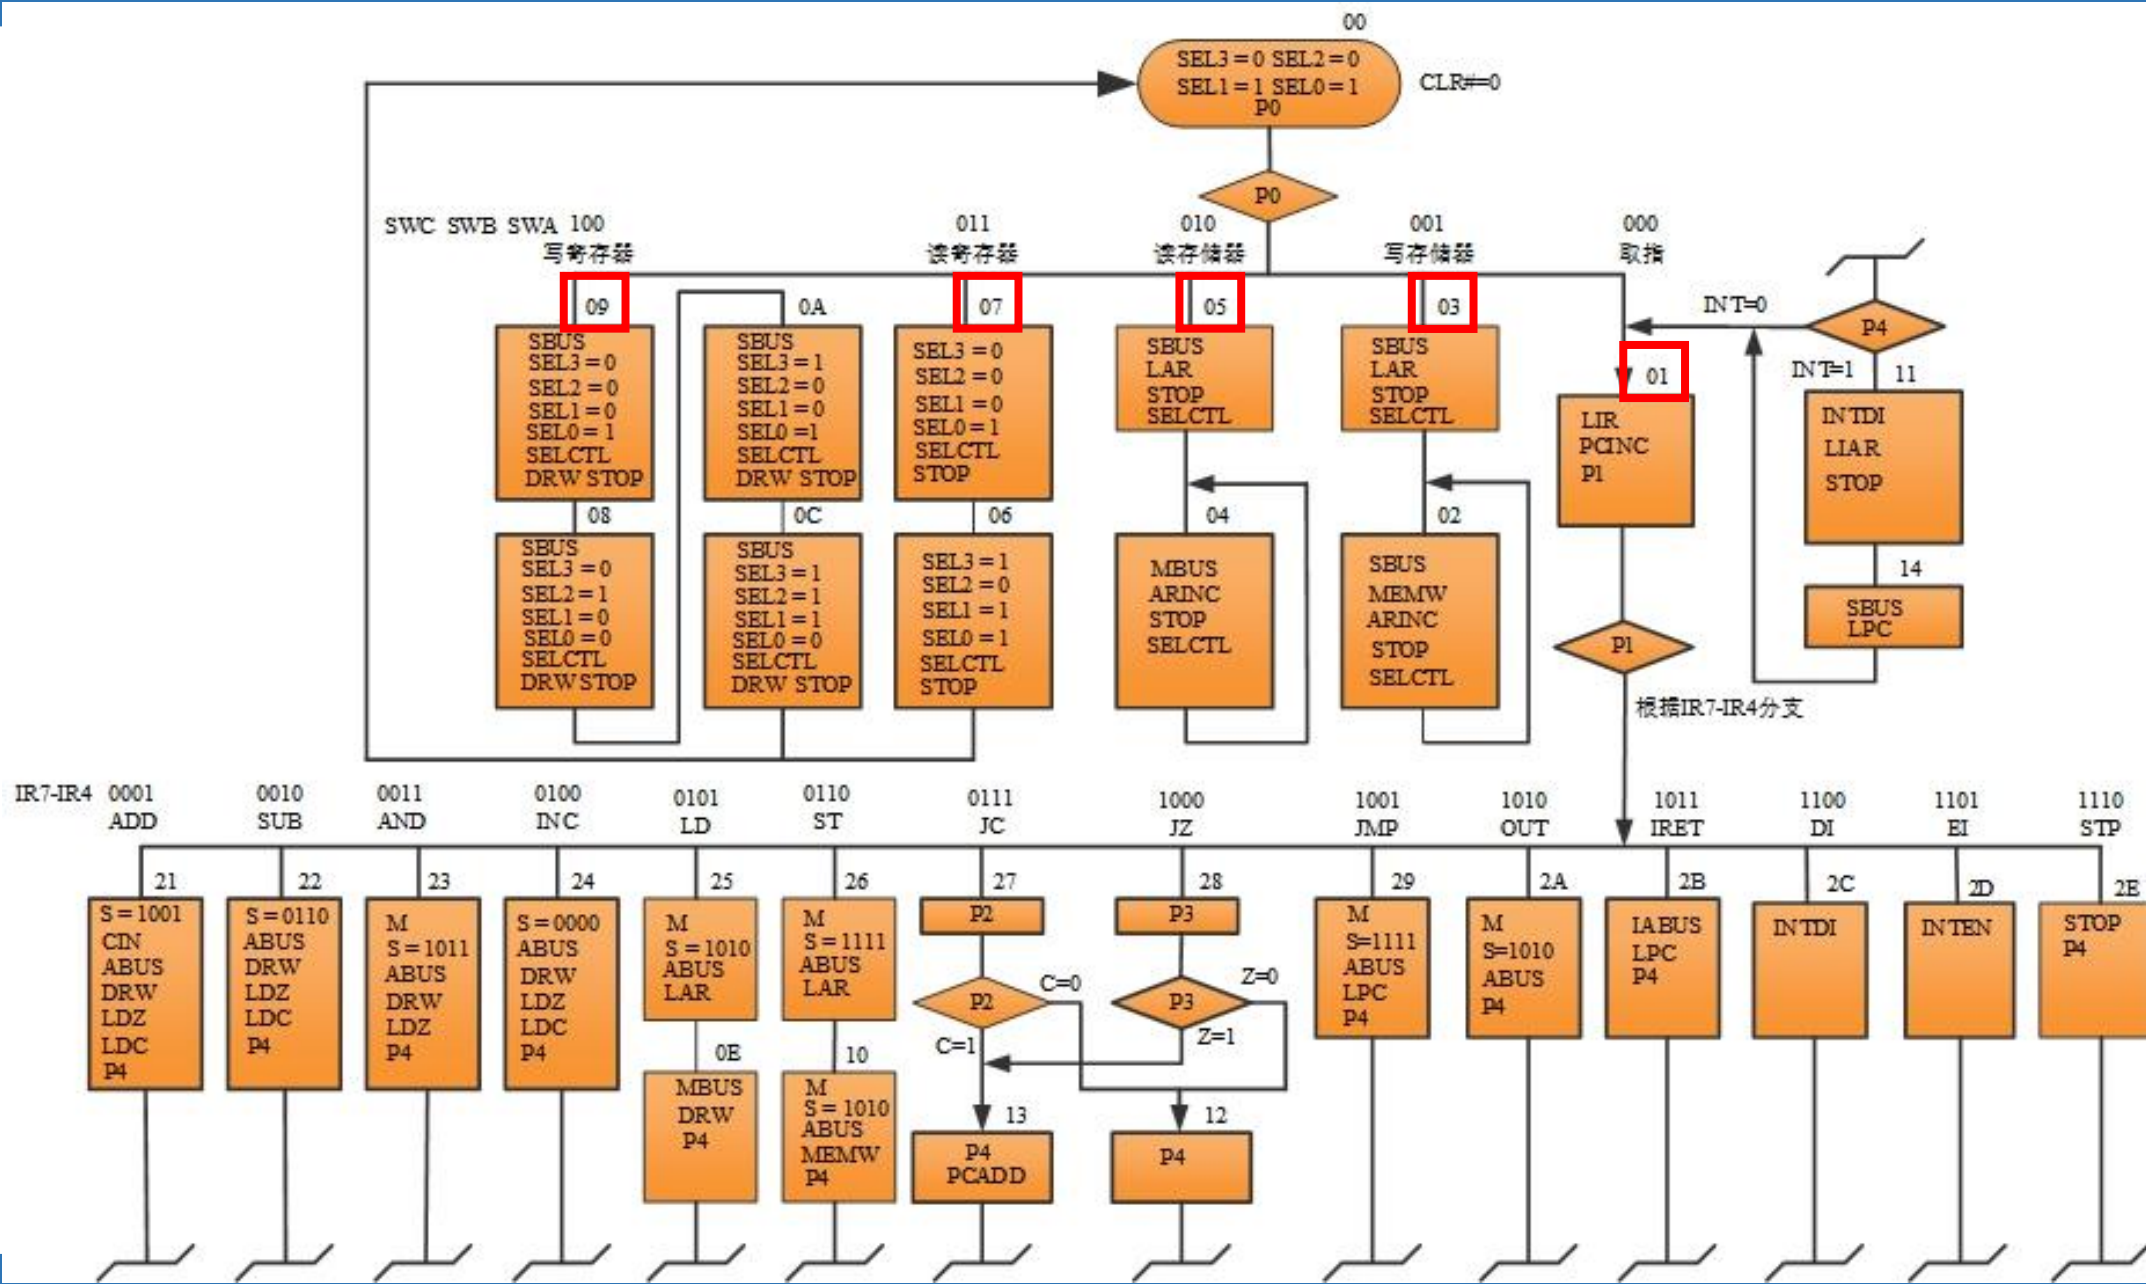 00
SEL3=0 SEL2=0
SEL1=1 SEL0=1
P0
CLR#=0
P0
SWC SWB SWA
100
写寄存器
011
读寄存器
010
读存储器
001
写存储器
000
取指
09
SBUS
SEL3=0
SEL2=0
SEL1=0
SEL0=1
SELCTL
DRW STOP
08
SBUS
SEL3=0
SEL2=1
SEL1=0
SEL0=0
SELCTL
DRW STOP
0A
SBUS
SEL3=1
SEL2=0
SEL1=0
SEL0=1
SELCTL
DRW STOP
0C
SBUS
SEL3=1
SEL2=1
SEL1=1
SEL0=0
SELCTL
DRW STOP
07
SEL3=0
SEL2=0
SEL1=0
SEL0=1
SELCTL
STOP
06
SEL3=1
SEL2=0
SEL1=1
SEL0=1
SELCTL
STOP
05
SBUS
LAR
STOP
SELCTL
04
MBUS
ARINC
STOP
SELCTL
03
SBUS
LAR
STOP
SELCTL
02
SBUS
MEMW
ARINC
STOP
SELCTL
01
LIR
PCINC
P1
P1
根据IR7-IR4分支
INT=0
P4
INT=1
11
INTDI
LIAR
STOP
14
SBUS
LPC
IR7-IR4
0001
ADD
0010
SUB
0011
AND
0100
INC
0101
LD
0110
ST
0111
JC
1000
JZ
1001
JMP
1010
OUT
1011
IRET
1100
DI
1101
EI
1110
STP
21
S=1001
CIN
ABUS
DRW
LDZ
LDC
P4
22
S=0110
ABUS
DRW
LDZ
LDC
P4
23
M
S=1011
ABUS
DRW
LDZ
P4
24
S=0000
ABUS
DRW
LDZ
LDC
P4
25
M
S=1010
ABUS
LAR
0E
MBUS
DRW
P4
26
M
S=1111
ABUS
LAR
10
M
S=1010
ABUS
MEMW
P4
27
P2
P2
C=0
C=1
13
P4
PCADD
28
P3
P3
Z=0
Z=1
12
P4
29
M
S=1111
ABUS
LPC
P4
2A
M
S=1010
ABUS
P4
2B
IABUS
LPC
P4
2C
INTDI
2D
INTEN
2E
STOP
P4